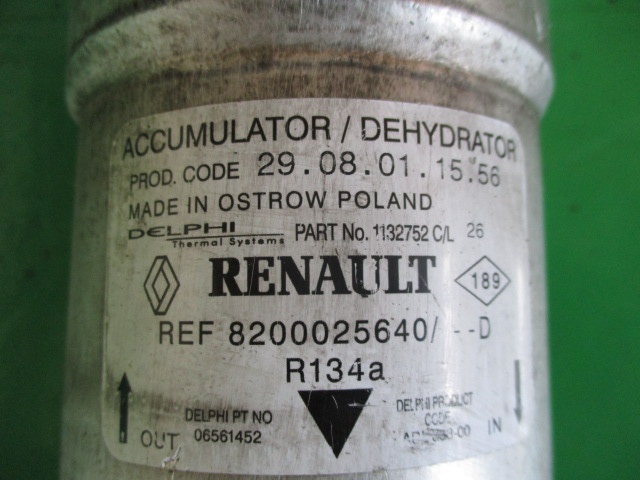 ACCUMULATOR / DEHYDRATOR
PROD. CODE 29.08.01.15.56
MADE IN OSTROW POLAND
DELPHI PART No. 1132752 C/L 26
Thermal Systems
RENAULT 189
REF 8200025640/ --D
R134a
DELPHI PT NO DELPHI PRODUCT
06561452 CODE
OUT IN